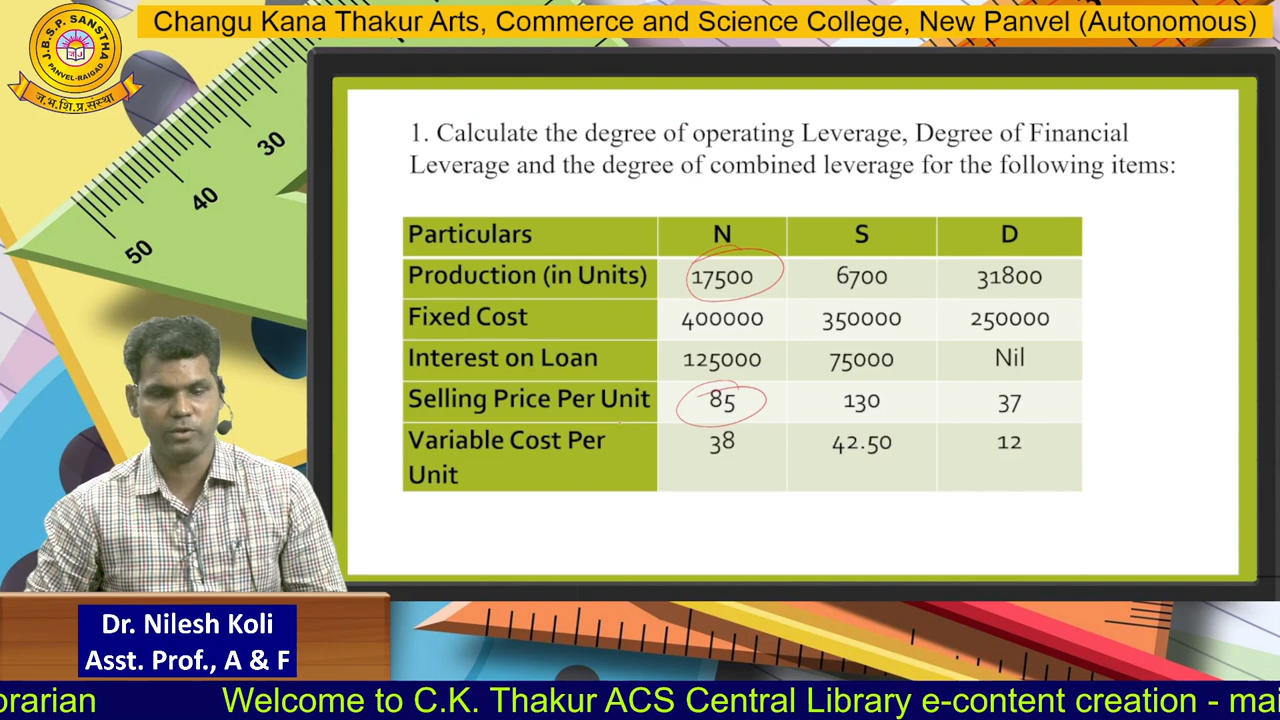 Changu Kana Thakur Arts, Commerce and Science College, New Panvel (Autonomous)
J.B.S.P. SANSTHA
PANVEL-RAIGAD
ज.भ.शि.प्र.संस्था
30
40
50
1. Calculate the degree of operating Leverage, Degree of Financial
Leverage and the degree of combined leverage for the following items:
Particulars N S D
Production (in Units) 17500 6700 31800
Fixed Cost 400000 350000 250000
Interest on Loan 125000 75000 Nil
Selling Price Per Unit 85 130 37
Variable Cost Per Unit 38 42.50 12
Dr. Nilesh Koli
Asst. Prof., A & F
Welcome to C.K. Thakur ACS Central Library e-content creation -